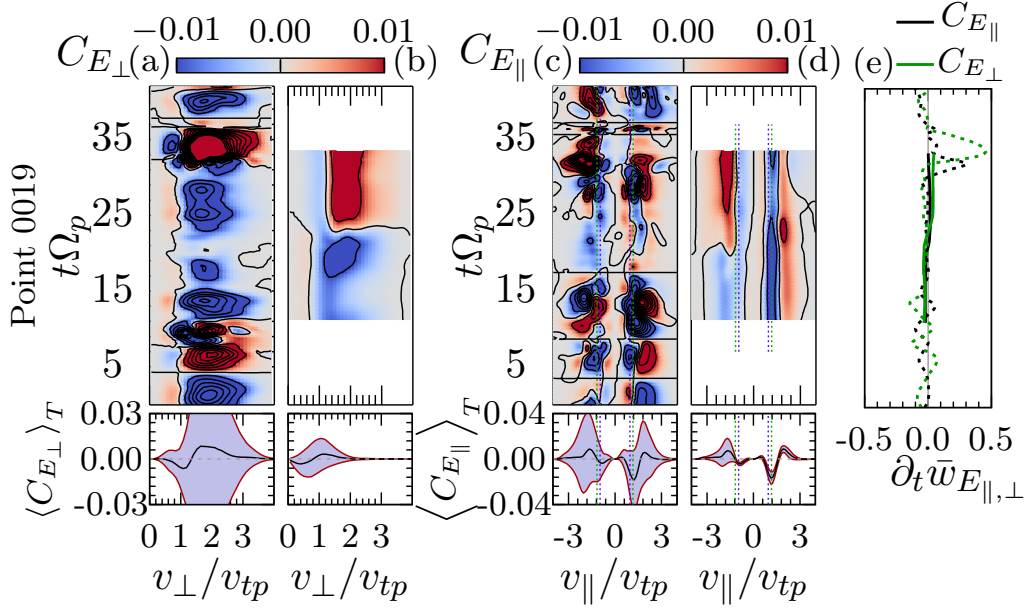 −0.01 0.00 0.01
C_{E⊥} (a) (b)
−0.01 0.00 0.01
C_{E∥} (c) (d) (e)
C_{E∥}
C_{E⊥}
Point 0019
tΩ_p
35
25
15
5
tΩ_p
35
25
15
5
⟨C_{E⊥}⟩_T
0.03
0.00
-0.03
⟨C_{E∥}⟩_T
0.04
0.00
-0.04
0 1 2 3
0 1 2 3
v_⊥/v_{tp} v_⊥/v_{tp}
-3 0 3
-3 0 3
v_∥/v_{tp} v_∥/v_{tp}
-0.5 0.0 0.5
∂_t w̄_{E∥,⊥}